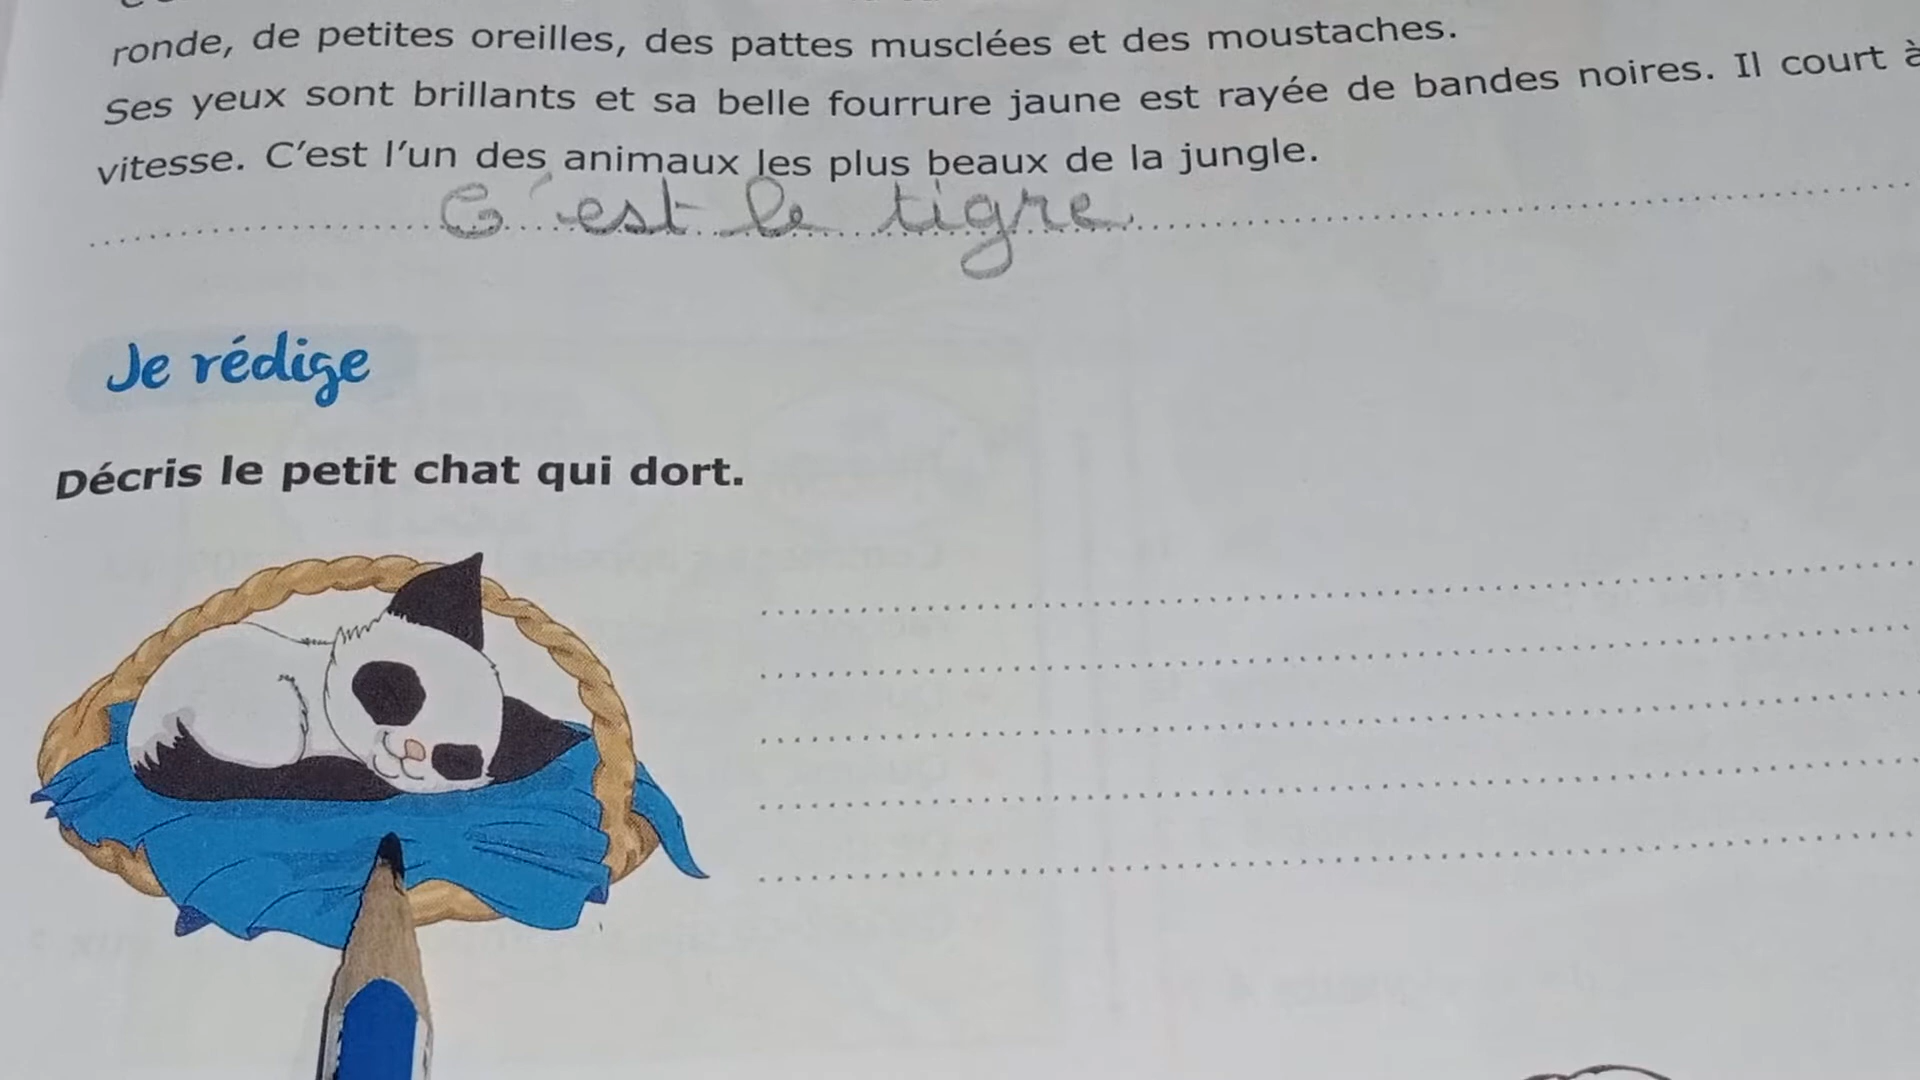 ronde, de petites oreilles, des pattes musclées et des moustaches.
Ses yeux sont brillants et sa belle fourrure jaune est rayée de bandes noires. Il court à
vitesse. C'est l'un des animaux les plus beaux de la jungle.
C'est le tigre
Je rédige
Décris le petit chat qui dort.